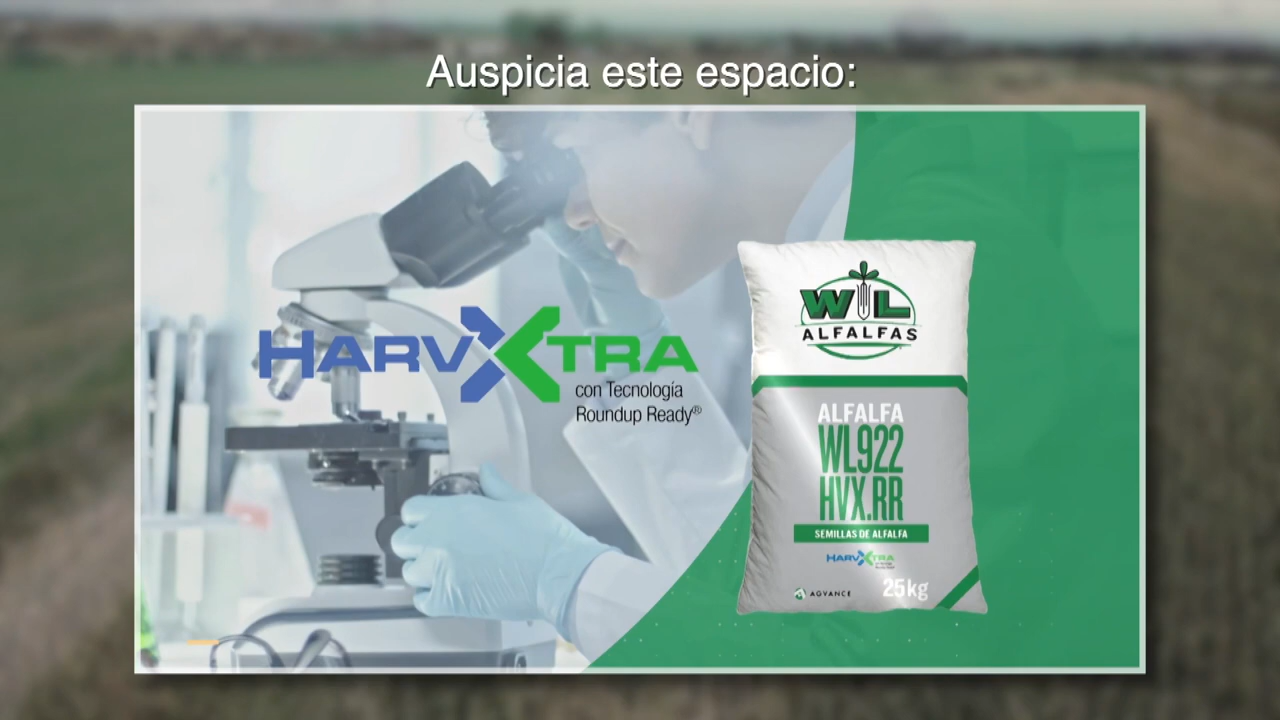 Auspicia este espacio:
HARVXTRA
con Tecnología
Roundup Ready®
WL
ALFALFAS
ALFALFA
WL922
HVX.RR
SEMILLAS DE ALFALFA
HARVXTRA
AGVANCE
25kg